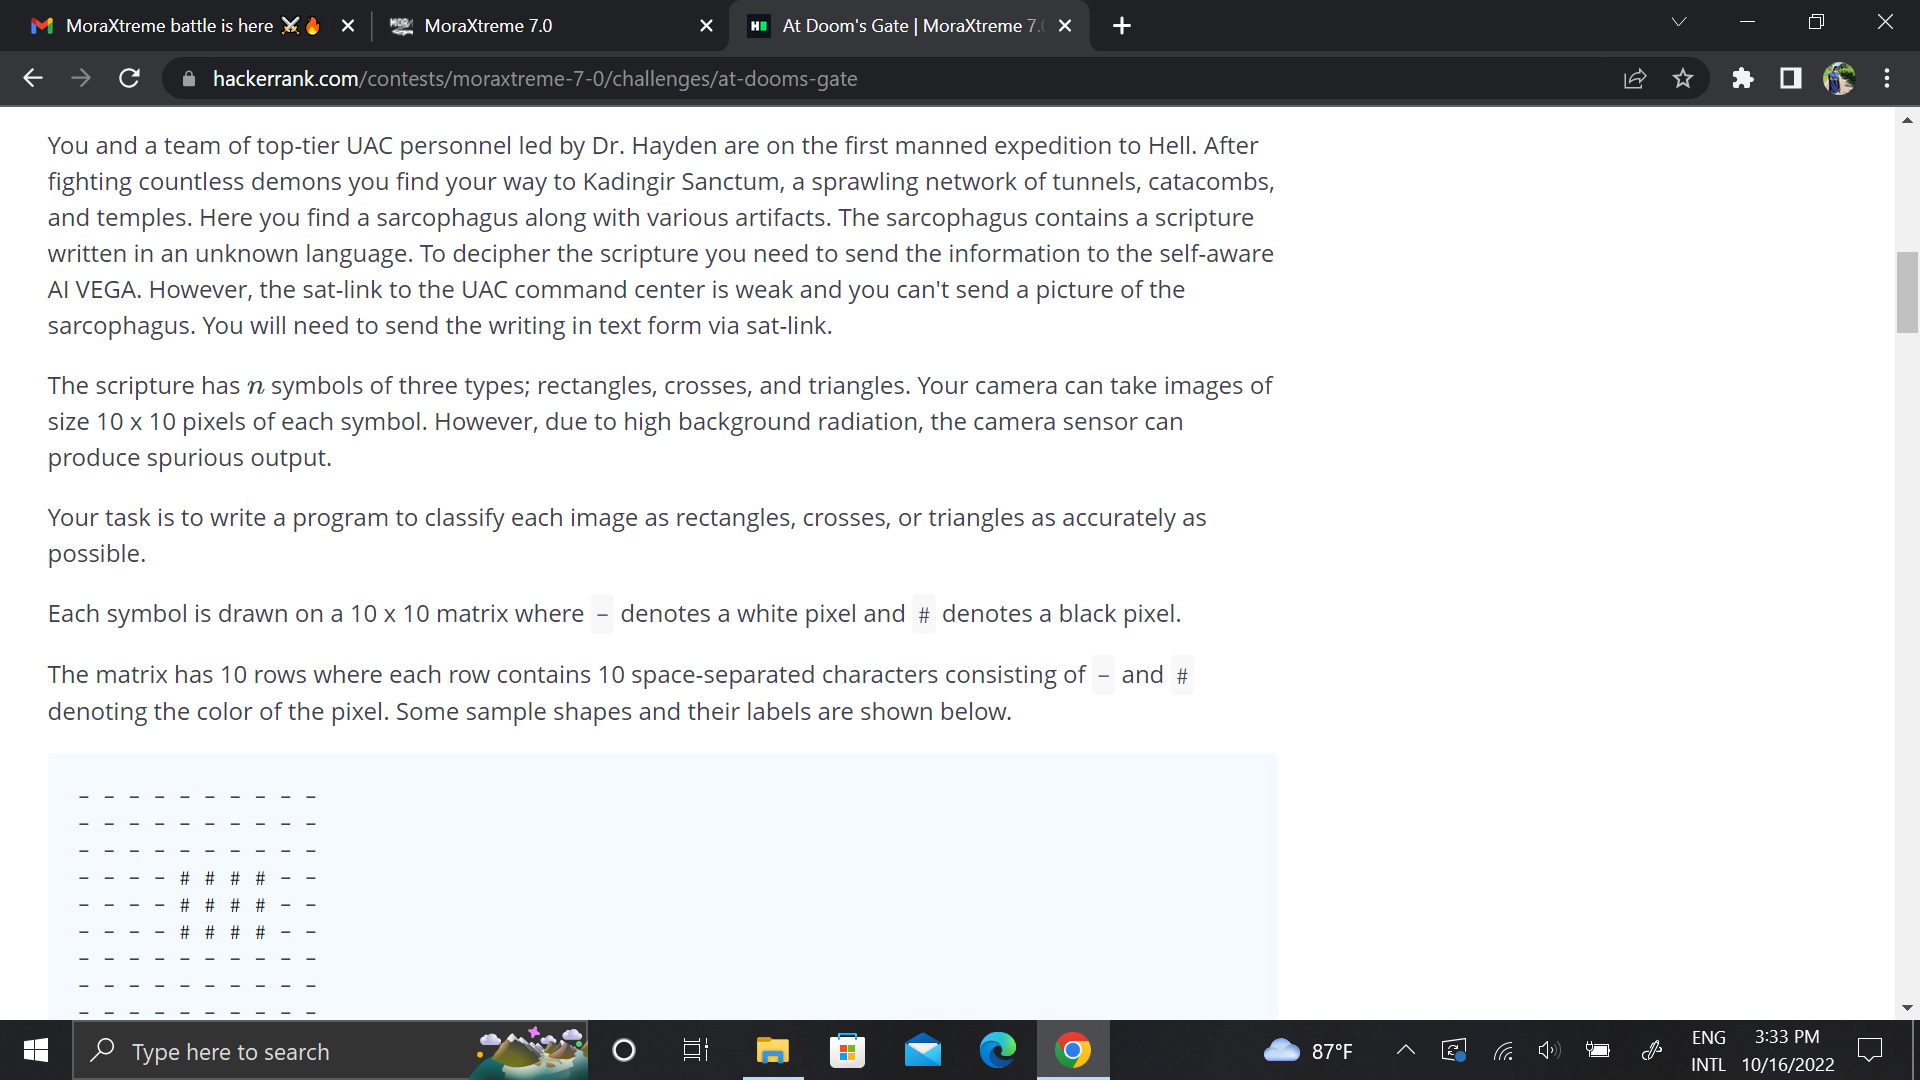 MoraXtreme battle is here ⚔🔥
MoraXtreme 7.0
At Doom's Gate | MoraXtreme 7.0
hackerrank.com/contests/moraxtreme-7-0/challenges/at-dooms-gate
You and a team of top-tier UAC personnel led by Dr. Hayden are on the first manned expedition to Hell. After
fighting countless demons you find your way to Kadingir Sanctum, a sprawling network of tunnels, catacombs,
and temples. Here you find a sarcophagus along with various artifacts. The sarcophagus contains a scripture
written in an unknown language. To decipher the scripture you need to send the information to the self-aware
AI VEGA. However, the sat-link to the UAC command center is weak and you can't send a picture of the
sarcophagus. You will need to send the writing in text form via sat-link.
The scripture has n symbols of three types; rectangles, crosses, and triangles. Your camera can take images of
size 10 x 10 pixels of each symbol. However, due to high background radiation, the camera sensor can
produce spurious output.
Your task is to write a program to classify each image as rectangles, crosses, or triangles as accurately as
possible.
Each symbol is drawn on a 10 x 10 matrix where - denotes a white pixel and # denotes a black pixel.
The matrix has 10 rows where each row contains 10 space-separated characters consisting of - and #
denoting the color of the pixel. Some sample shapes and their labels are shown below.
- - - - - - - - - -
- - - - - - - - - -
- - - - - - - - - -
- - - - # # # # - -
- - - - # # # # - -
- - - - # # # # - -
- - - - - - - - - -
- - - - - - - - - -
- - - - - - - - - -
Type here to search
87°F
ENG
INTL
3:33 PM
10/16/2022